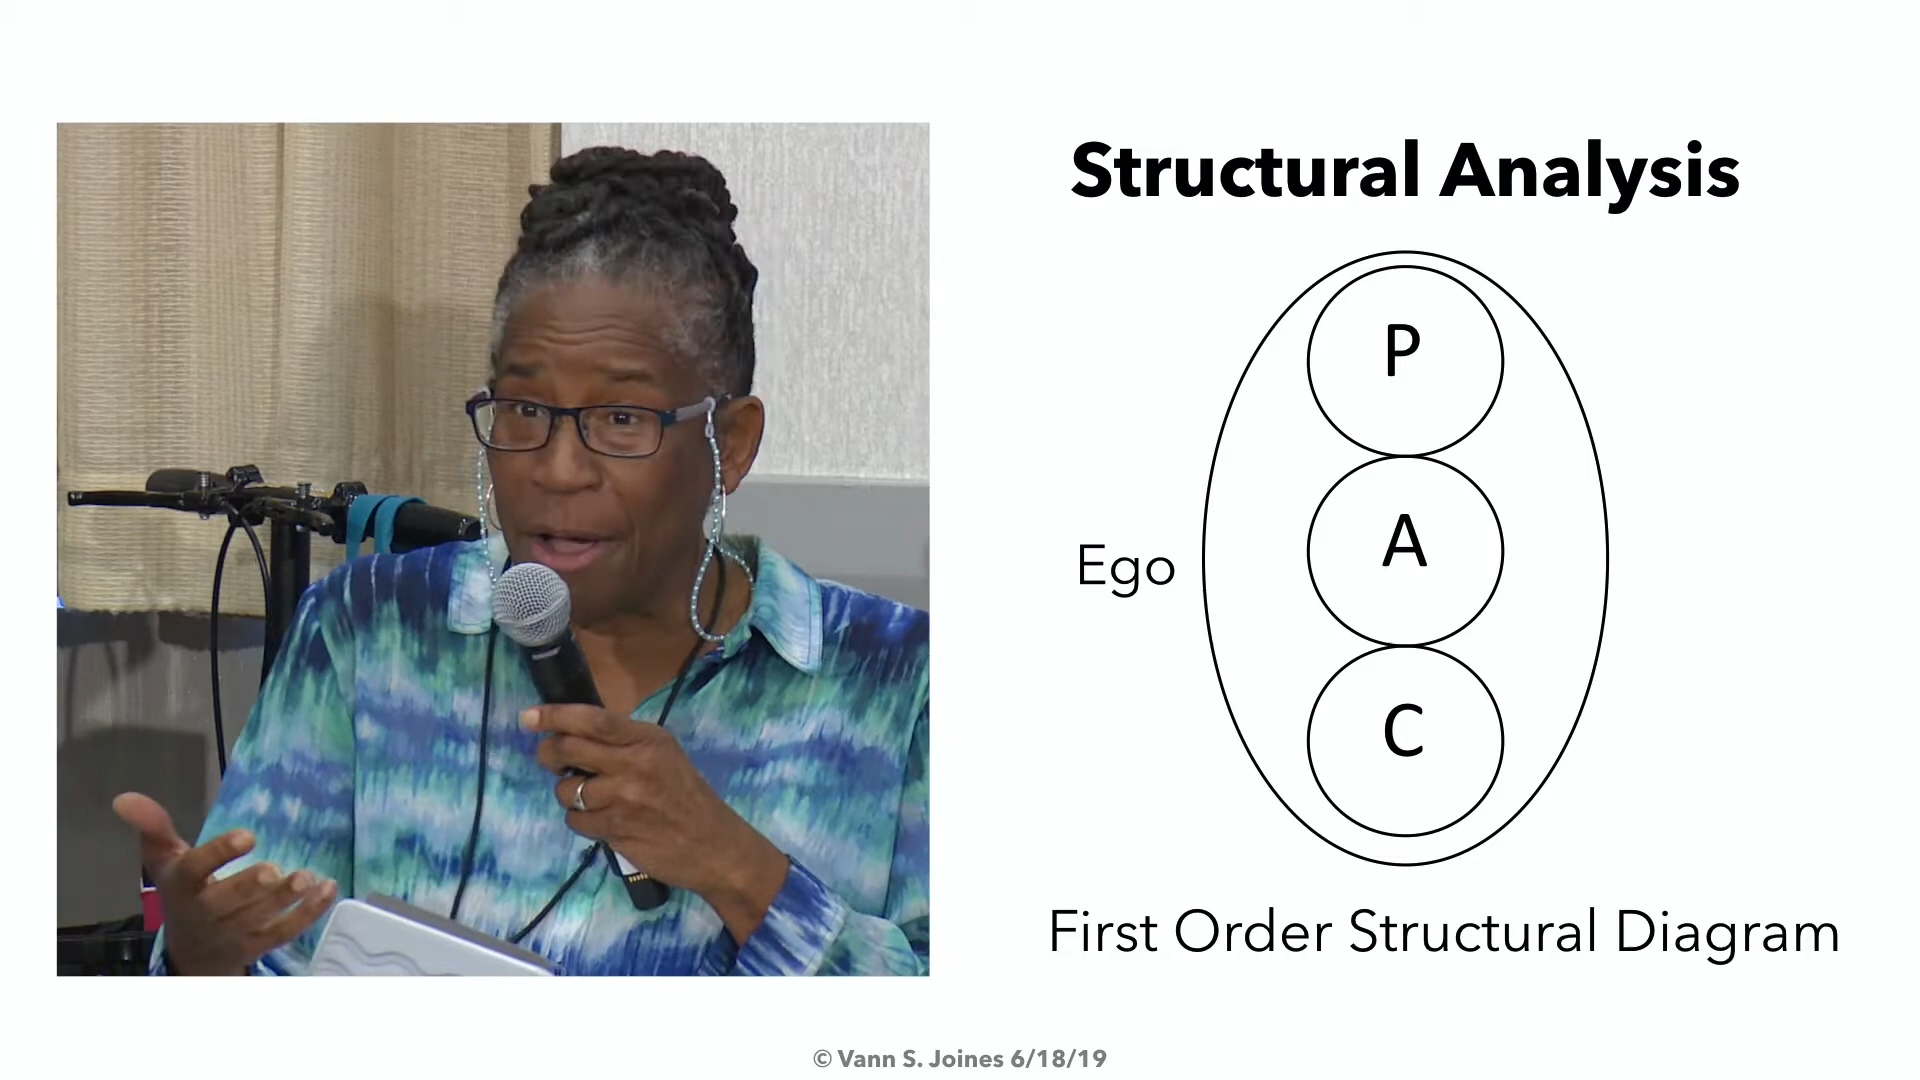 Structural Analysis
P
A
Ego
C
First Order Structural Diagram
© Vann S. Joines 6/18/19